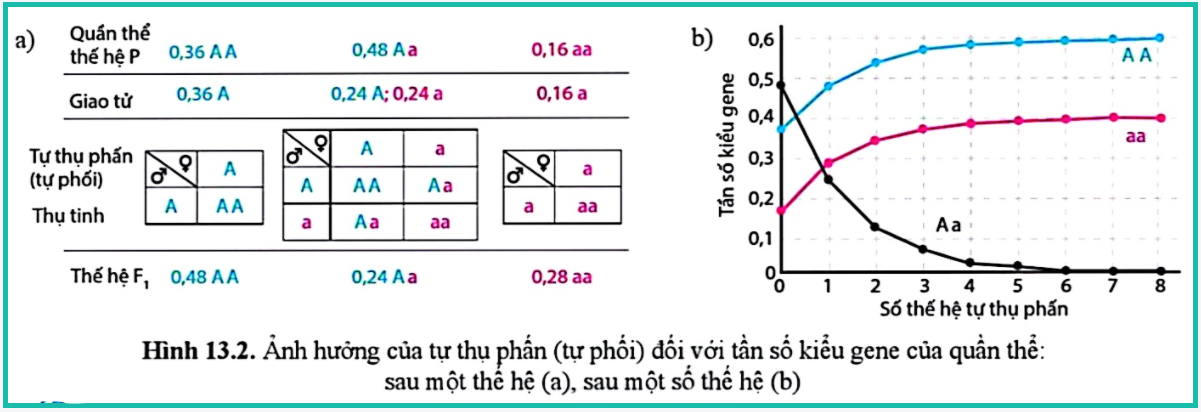 a)
Quần thể thế hệ P 0,36 AA 0,48 Aa 0,16 aa
Giao tử 0,36 A 0,24 A; 0,24 a 0,16 a
Tự thụ phấn (tự phối)
Thụ tinh
♂ ♀ A
A AA
♂ ♀ A a
A AA Aa
a Aa aa
♂ ♀ a
a aa
Thế hệ F₁ 0,48 AA 0,24 Aa 0,28 aa
b)
Tần số kiểu gene
0,6
0,5
0,4
0,3
0,2
0,1
0
AA
aa
Aa
0 1 2 3 4 5 6 7 8
Số thế hệ tự thụ phấn
Hình 13.2. Ảnh hưởng của tự thụ phấn (tự phối) đối với tần số kiểu gene của quần thể:
sau một thế hệ (a), sau một số thế hệ (b)